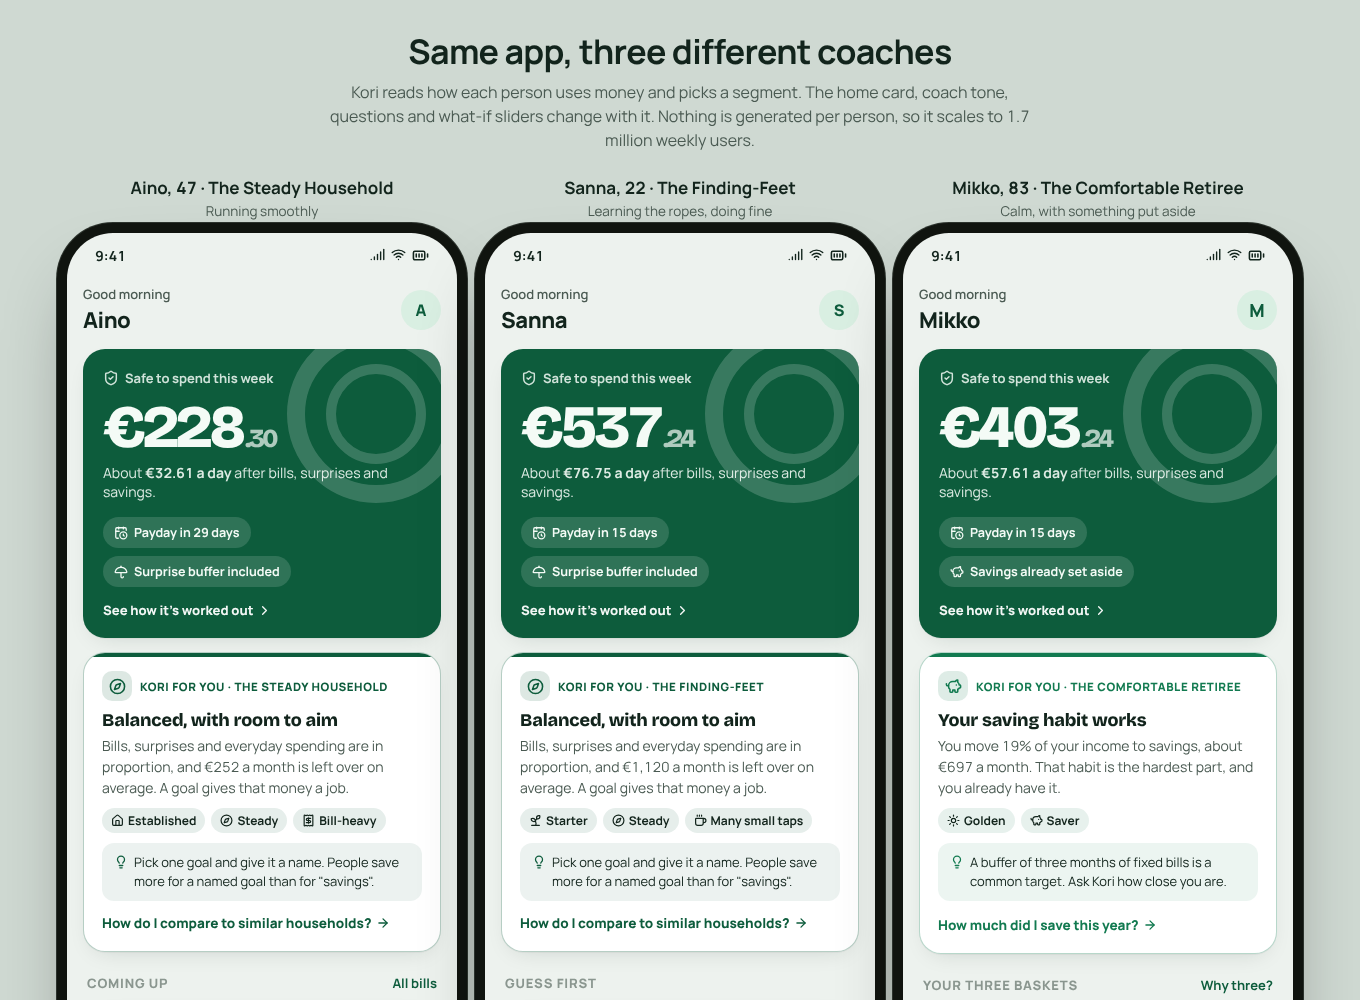 Same app, three different coaches
Kori reads how each person uses money and picks a segment. The home card, coach tone,
questions and what-if sliders change with it. Nothing is generated per person, so it scales to 1.7
million weekly users.
Aino, 47 · The Steady Household
Running smoothly
9:41
Good morning
Aino
A
Safe to spend this week
€228.30
About €32.61 a day after bills, surprises and
savings.
Payday in 29 days
Surprise buffer included
See how it's worked out
KORI FOR YOU · THE STEADY HOUSEHOLD
Balanced, with room to aim
Bills, surprises and everyday spending are in
proportion, and €252 a month is left over on
average. A goal gives that money a job.
Established
Steady
Bill-heavy
Pick one goal and give it a name. People save
more for a named goal than for "savings".
How do I compare to similar households?
COMING UP
All bills
Sanna, 22 · The Finding-Feet
Learning the ropes, doing fine
9:41
Good morning
Sanna
S
Safe to spend this week
€537.24
About €76.75 a day after bills, surprises and
savings.
Payday in 15 days
Surprise buffer included
See how it's worked out
KORI FOR YOU · THE FINDING-FEET
Balanced, with room to aim
Bills, surprises and everyday spending are in
proportion, and €1,120 a month is left over on
average. A goal gives that money a job.
Starter
Steady
Many small taps
Pick one goal and give it a name. People save
more for a named goal than for "savings".
How do I compare to similar households?
GUESS FIRST
Mikko, 83 · The Comfortable Retiree
Calm, with something put aside
9:41
Good morning
Mikko
M
Safe to spend this week
€403.24
About €57.61 a day after bills, surprises and
savings.
Payday in 15 days
Savings already set aside
See how it's worked out
KORI FOR YOU · THE COMFORTABLE RETIREE
Your saving habit works
You move 19% of your income to savings, about
€697 a month. That habit is the hardest part, and
you already have it.
Golden
Saver
A buffer of three months of fixed bills is a
common target. Ask Kori how close you are.
How much did I save this year?
YOUR THREE BASKETS
Why three?